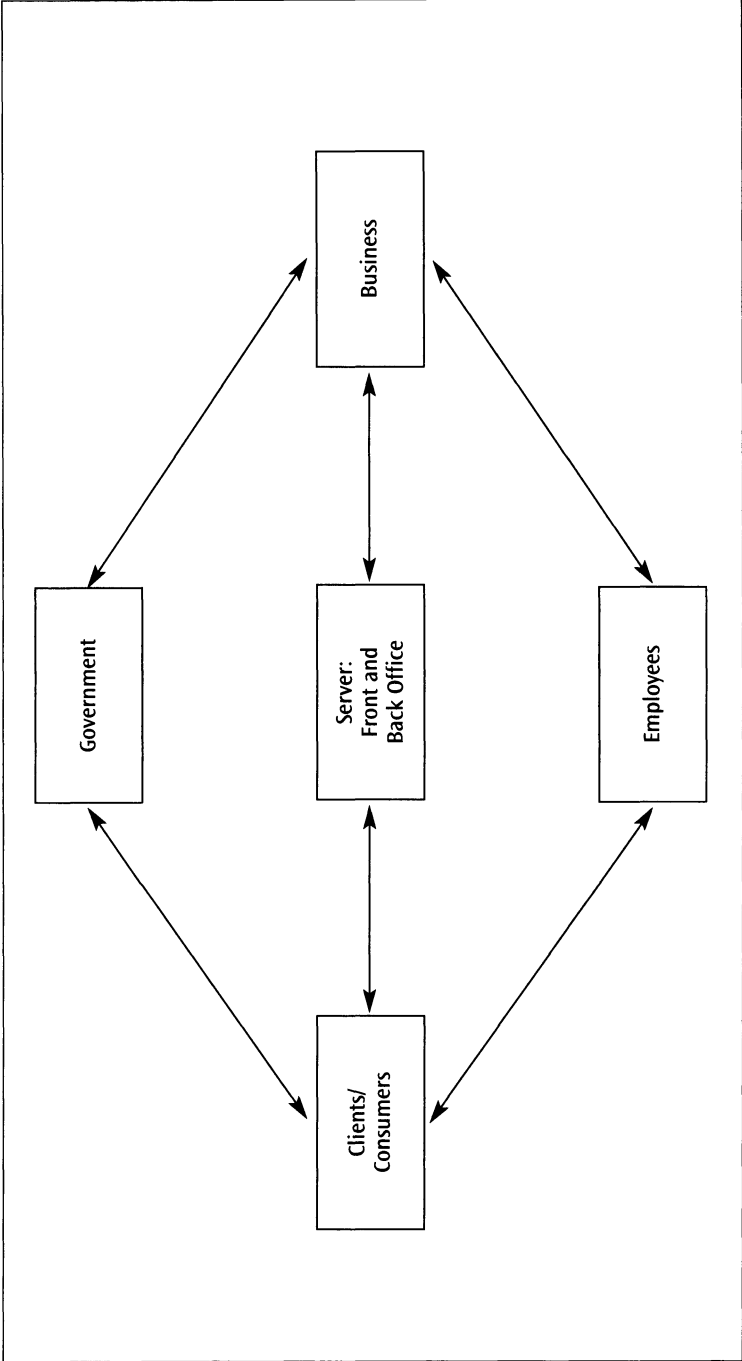 Government
Clients/
Consumers
Server:
Front and
Back Office
Business
Employees